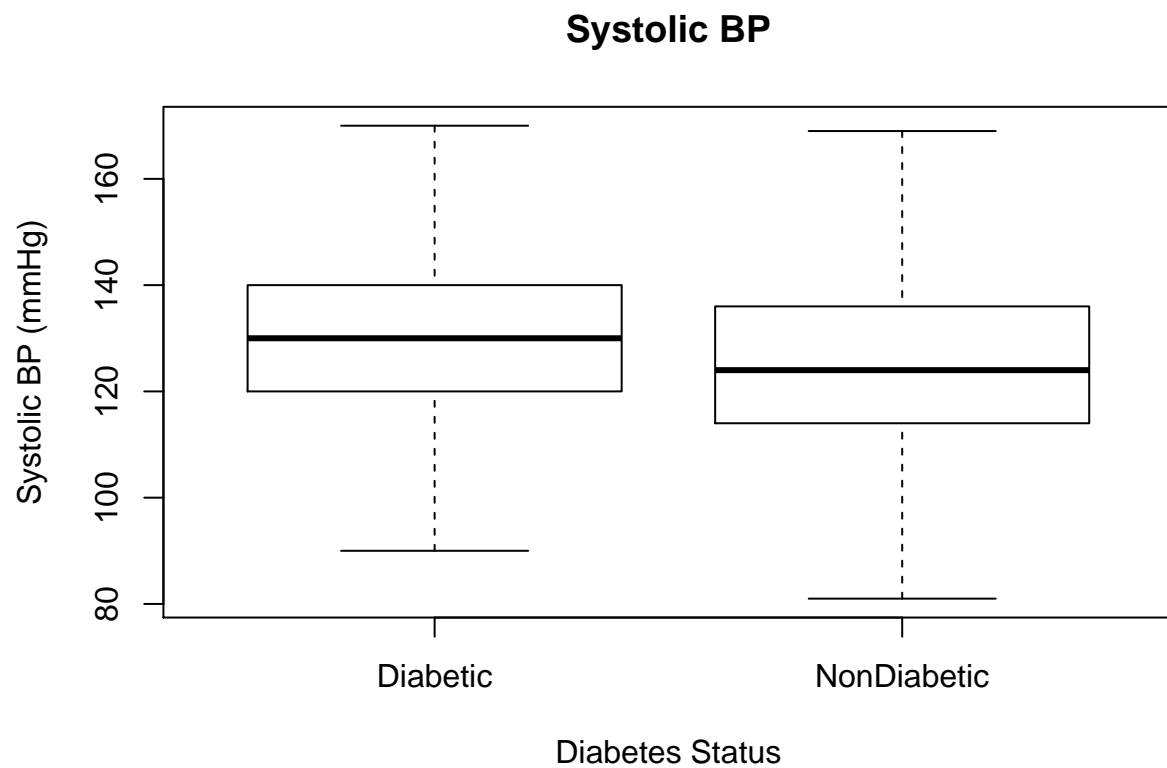 Systolic BP
Systolic BP (mmHg)
160
140
120
100
80
Diabetic
NonDiabetic
Diabetes Status